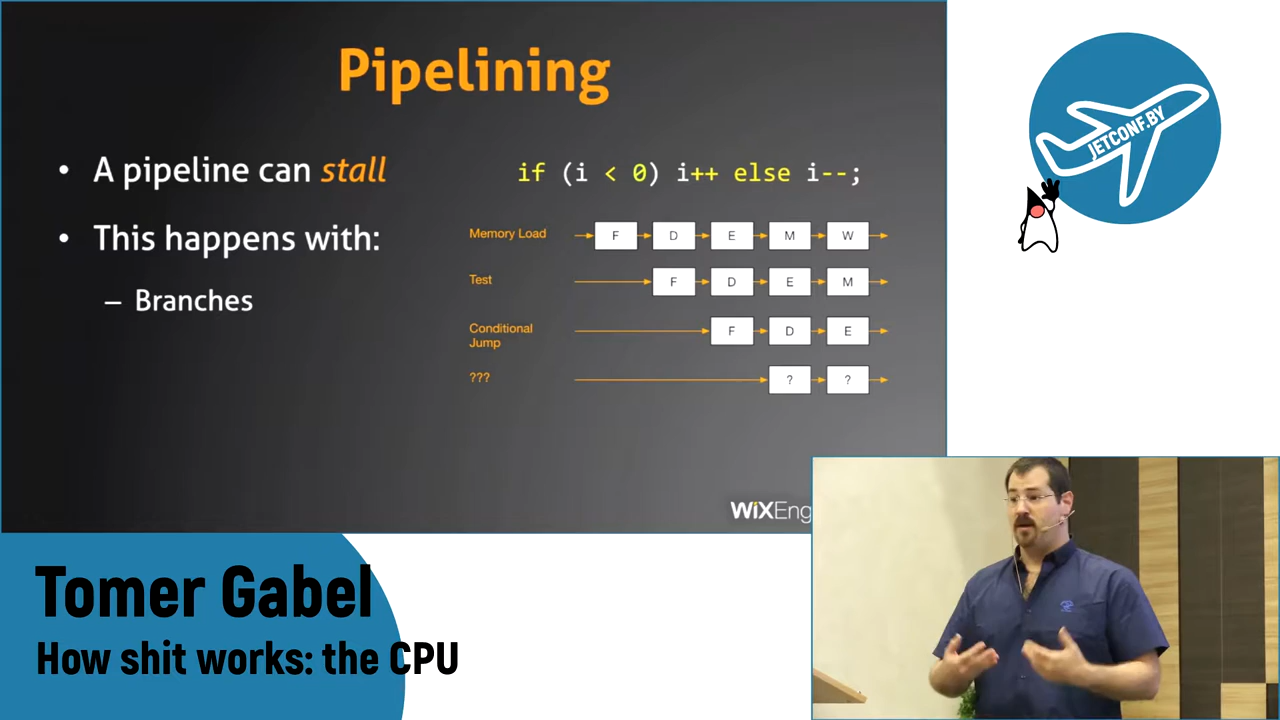 Pipelining
• A pipeline can stall
• This happens with:
– Branches
if (i < 0) i++ else i--;
Memory Load F D E M W
Test F D E M
Conditional
Jump F D E
??? ? ?
WiXEng
JETCONF.BY
Tomer Gabel
How shit works: the CPU